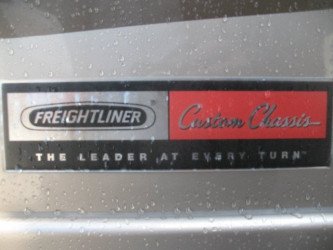 FREIGHTLINER Custom Chassis
THE LEADER AT EVERY TURN